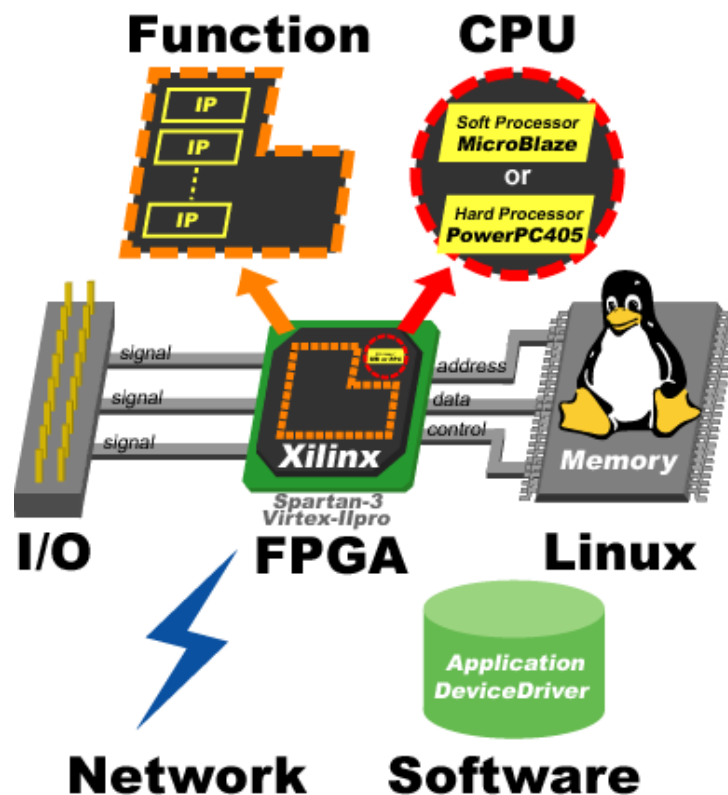 Function
CPU
IP
IP
IP
Soft Processor
MicroBlaze
or
Hard Processor
PowerPC405
signal
signal
signal
address
data
control
Xilinx
Memory
Spartan-3
Virtex-IIpro
I/O
FPGA
Linux
Application
DeviceDriver
Network
Software